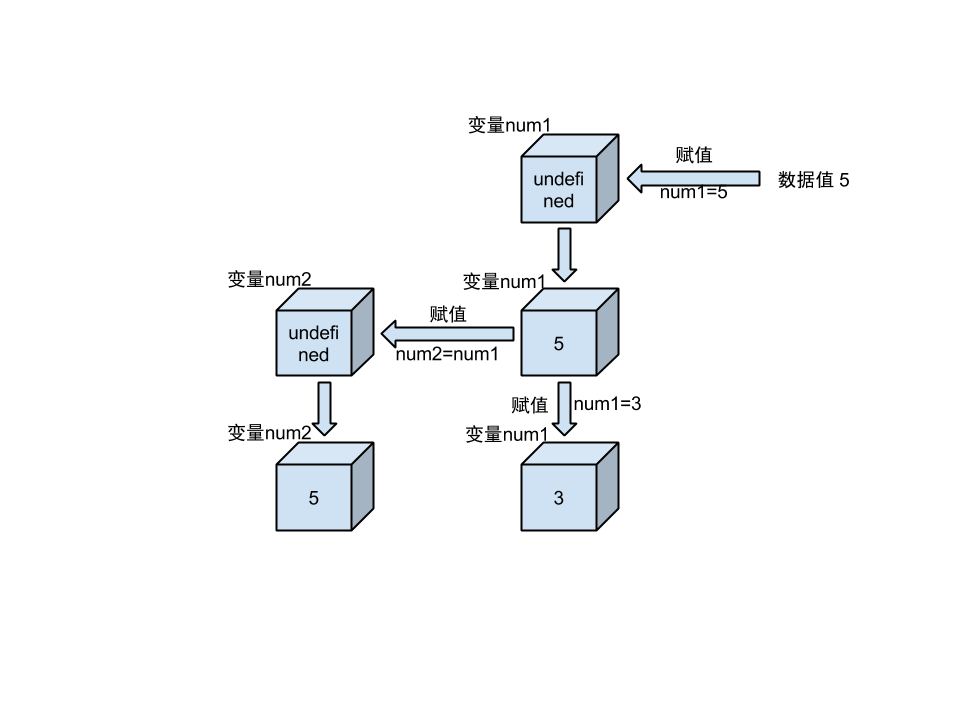 变量num1
undefi
ned
赋值
num1=5
数据值 5
变量num2
undefi
ned
赋值
num2=num1
变量num1
5
赋值
num1=3
变量num2
5
变量num1
3